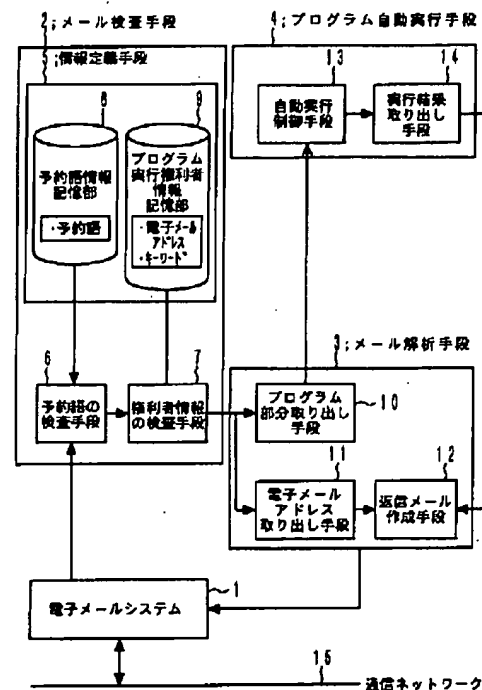 2;メール検査手段
5;情報定義手段
8
9
予約語情報
記憶部
・予約語
プログラム
実行権利者
情報
記憶部
・電子メール
アドレス
・キーワード
6
予約語の
検査手段
7
権利者情報
の検査手段
4;プログラム自動実行手段
13
自動実行
制御手段
14
実行結果
取り出し
手段
3;メール解析手段
プログラム
部分取り出し
手段
10
11
電子メール
アドレス
取り出し手段
12
返信メール
作成手段
1
電子メールシステム
15
通信ネットワーク